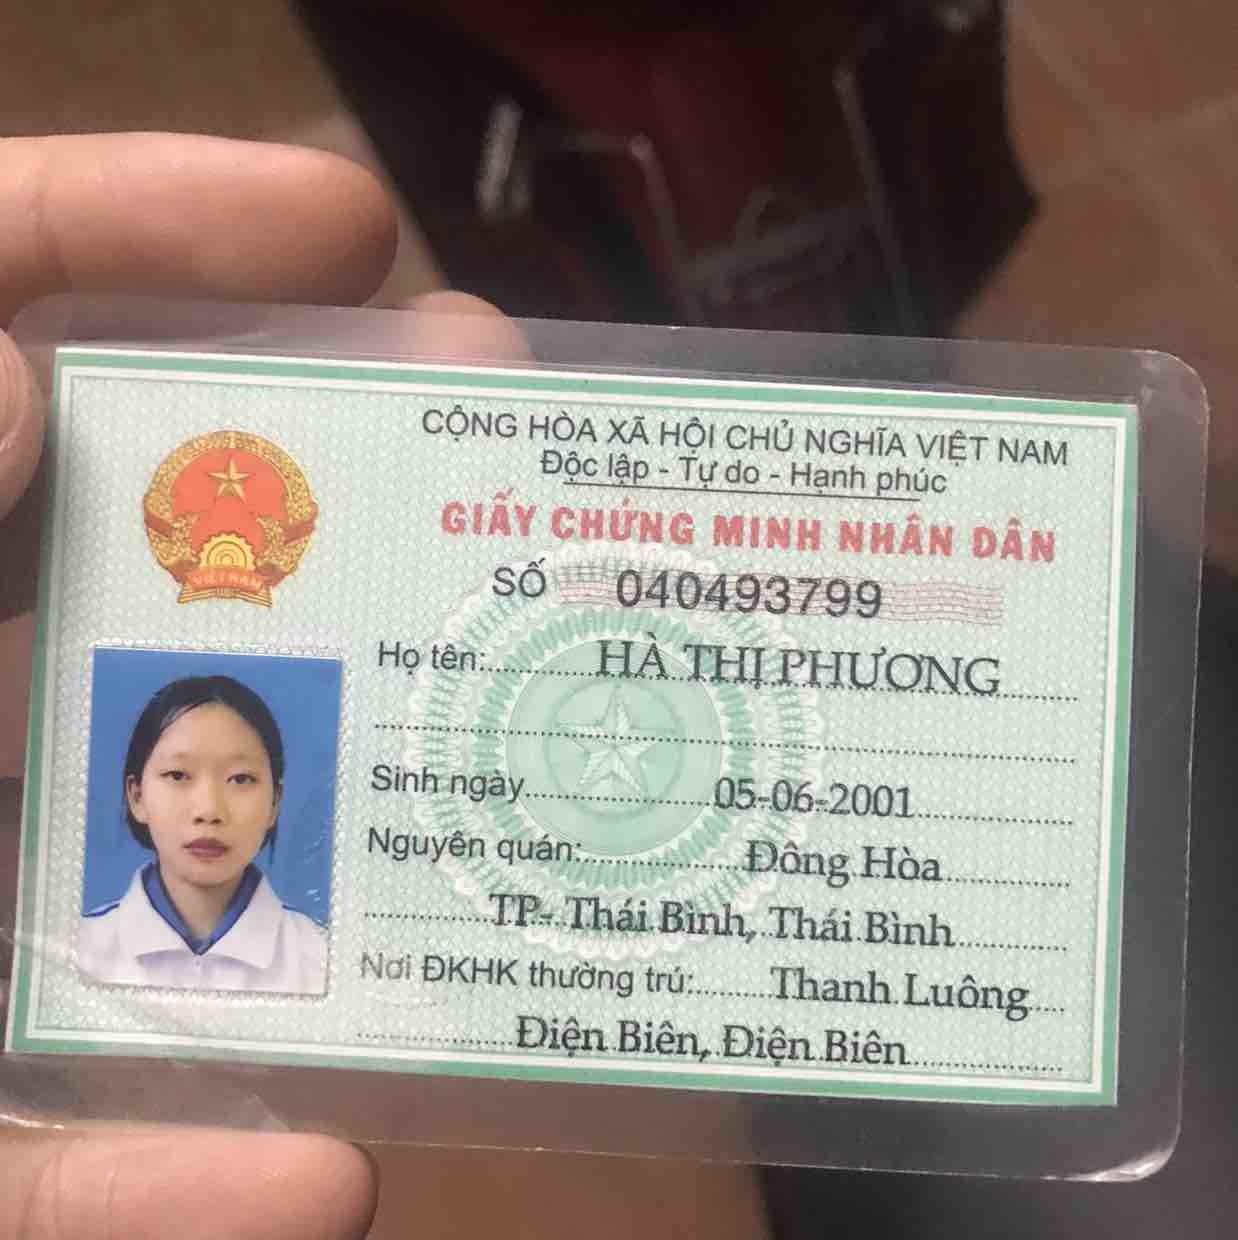 CỘNG HÒA XÃ HỘI CHỦ NGHĨA VIỆT NAM
Độc lập - Tự do - Hạnh phúc
GIẤY CHỨNG MINH NHÂN DÂN
SỐ 040493799
VIỆT NAM
Họ tên: HÀ THỊ PHƯƠNG
Sinh ngày 05-06-2001
Nguyên quán: Đông Hòa
TP- Thái Bình, Thái Bình
Nơi ĐKHK thường trú: Thanh Luông
Điện Biên, Điện Biên